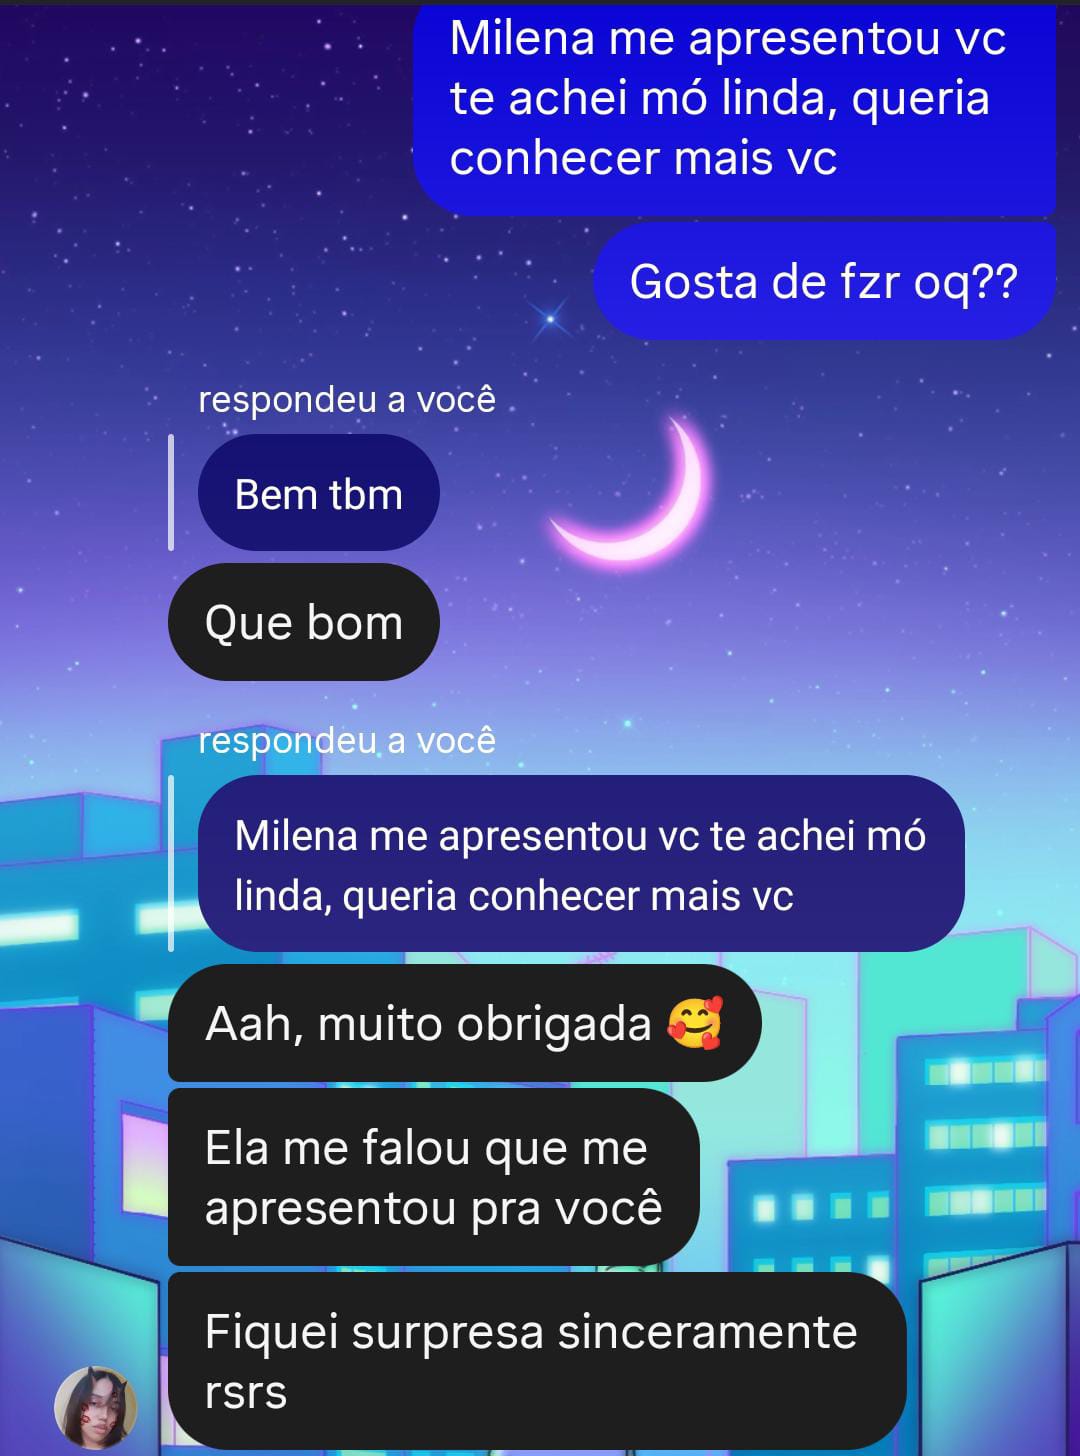 Milena me apresentou vc
te achei mó linda, queria
conhecer mais vc
Gosta de fzr oq??
respondeu a você
Bem tbm
Que bom
respondeu a você
Milena me apresentou vc te achei mó
linda, queria conhecer mais vc
Aah, muito obrigada 🥰
Ela me falou que me
apresentou pra você
Fiquei surpresa sinceramente
rsrs